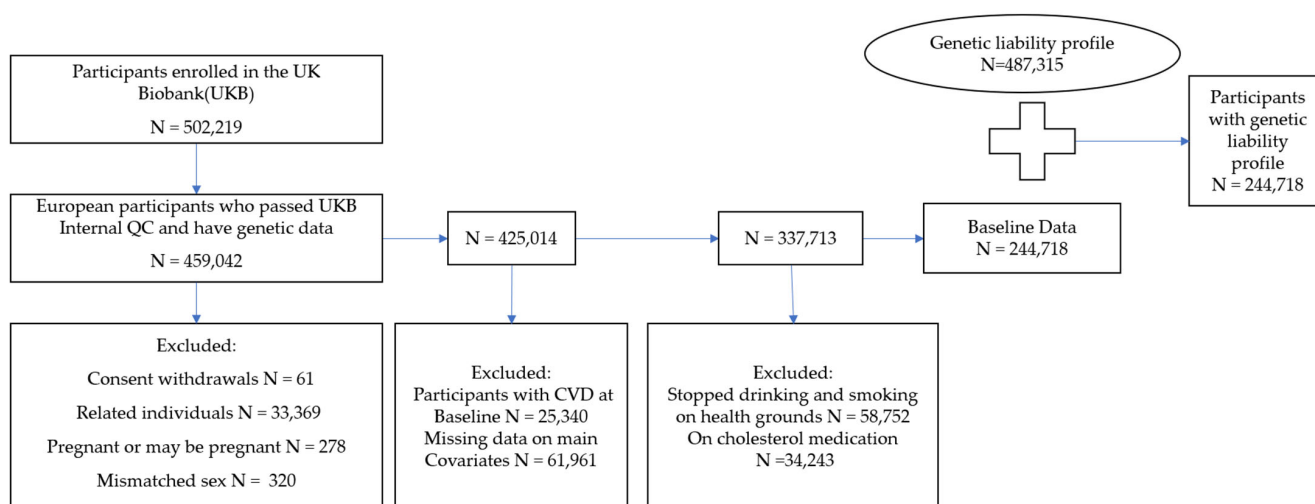 Participants enrolled in the UK
Biobank(UKB)
N = 502,219
European participants who passed UKB
Internal QC and have genetic data
N = 459,042
Excluded:
Consent withdrawals N = 61
Related individuals N = 33,369
Pregnant or may be pregnant N = 278
Mismatched sex N =  320
N = 425,014
Excluded:
Participants with CVD at
Baseline N = 25,340
Missing data on main
Covariates N = 61,961
N = 337,713
Excluded:
Stopped drinking and smoking
on health grounds N = 58,752
On cholesterol medication
N =34,243
Baseline Data
N = 244,718
Genetic liability profile
N=487,315
Participants
with genetic
liability
profile
N = 244,718